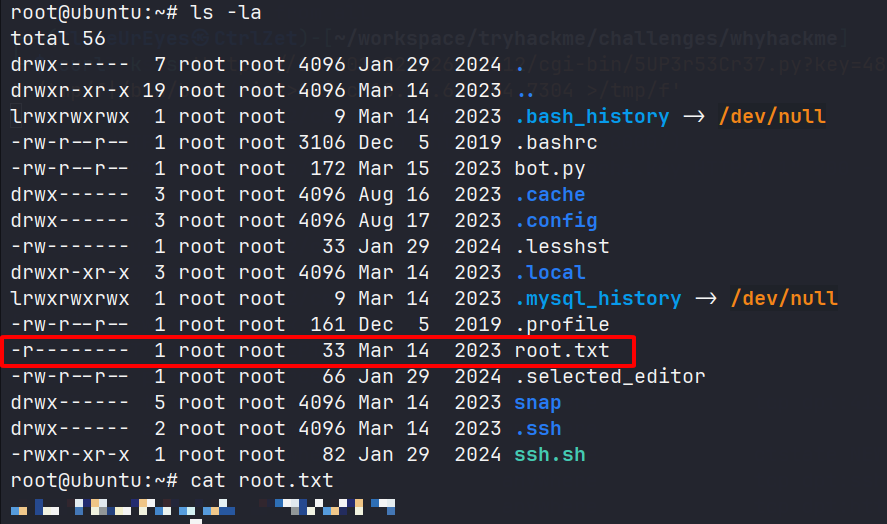 root@ubuntu:~# ls -la
total 56
drwx------  7 root root 4096 Jan 29  2024 .
drwxr-xr-x 19 root root 4096 Mar 14  2023 ..
lrwxrwxrwx  1 root root    9 Mar 14  2023 .bash_history -> /dev/null
-rw-r--r--  1 root root 3106 Dec  5  2019 .bashrc
-rw-r--r--  1 root root  172 Mar 15  2023 bot.py
drwx------  3 root root 4096 Aug 16  2023 .cache
drwx------  3 root root 4096 Aug 17  2023 .config
-rw-------  1 root root   33 Jan 29  2024 .lesshst
drwxr-xr-x  3 root root 4096 Mar 14  2023 .local
lrwxrwxrwx  1 root root    9 Mar 14  2023 .mysql_history -> /dev/null
-rw-r--r--  1 root root  161 Dec  5  2019 .profile
-r--------  1 root root   33 Mar 14  2023 root.txt
-rw-r--r--  1 root root   66 Jan 29  2024 .selected_editor
drwx------  5 root root 4096 Mar 14  2023 snap
drwx------  2 root root 4096 Mar 14  2023 .ssh
-rwxr-xr-x  1 root root   82 Jan 29  2024 ssh.sh
root@ubuntu:~# cat root.txt